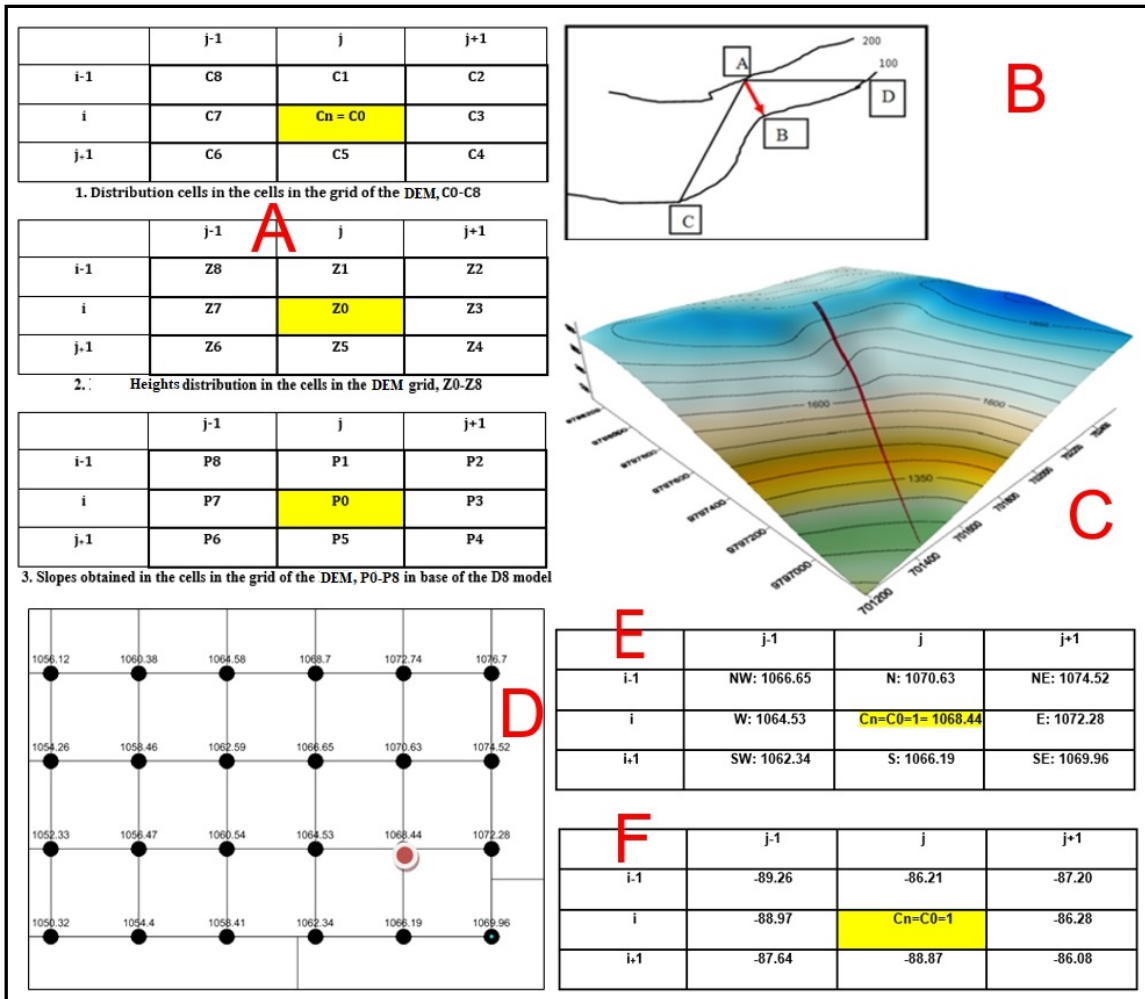 j-1 j j+1
i-1 C8 C1 C2
i C7 Cn = C0 C3
j+1 C6 C5 C4
1. Distribution cells in the cells in the grid of the DEM, C0-C8
A
j-1 j j+1
i-1 Z8 Z1 Z2
i Z7 Z0 Z3
j+1 Z6 Z5 Z4
2. : Heights distribution in the cells in the DEM grid, Z0-Z8
j-1 j j+1
i-1 P8 P1 P2
i P7 P0 P3
j+1 P6 P5 P4
3. Slopes obtained in the cells in the grid of the DEM, P0-P8 in base of the D8 model
B
200
100
A
D
B
C
C
1600
1600
1350
9797600
9797400
9797200
9797000
701200
701400
701600
701800
D
1056.12 1060.38 1064.58 1068.7 1072.74 1076.7
1054.26 1058.46 1062.59 1066.65 1070.63 1074.52
1052.33 1056.47 1060.54 1064.53 1068.44 1072.28
1050.32 1054.4 1058.41 1062.34 1066.19 1069.96
E
j-1 j j+1
i-1 NW: 1066.65 N: 1070.63 NE: 1074.52
i W: 1064.53 Cn=C0=1= 1068.44 E: 1072.28
i+1 SW: 1062.34 S: 1066.19 SE: 1069.96
F
j-1 j j+1
i-1 -89.26 -86.21 -87.20
i -88.97 Cn=C0=1 -86.28
i+1 -87.64 -88.87 -86.08